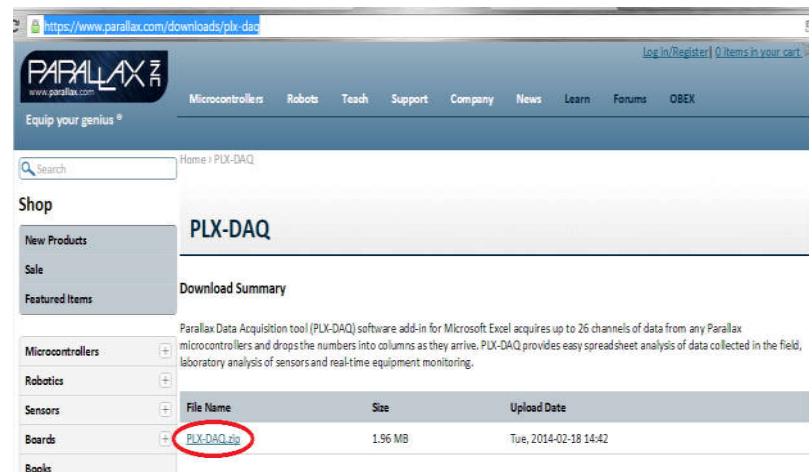 https://www.parallax.com/downloads/plx-daq
Log In/Register | 0 items in your cart
PARALLAX INC
www.parallax.com
Equip your genius ®
Microcontrollers Robots Teach Support Company News Learn Forums OBEX
Search
Home › PLX-DAQ
Shop
New Products
Sale
Featured Items
Microcontrollers
Robotics
Sensors
Boards
Books
PLX-DAQ
Download Summary
Parallax Data Acquisition tool (PLX-DAQ) software add-in for Microsoft Excel acquires up to 26 channels of data from any Parallax
microcontrollers and drops the numbers into columns as they arrive. PLX-DAQ provides easy spreadsheet analysis of data collected in the field,
laboratory analysis of sensors and real-time equipment monitoring.
File Name Size Upload Date
PLX-DAQ.zip 1.96 MB Tue, 2014-02-18 14:42